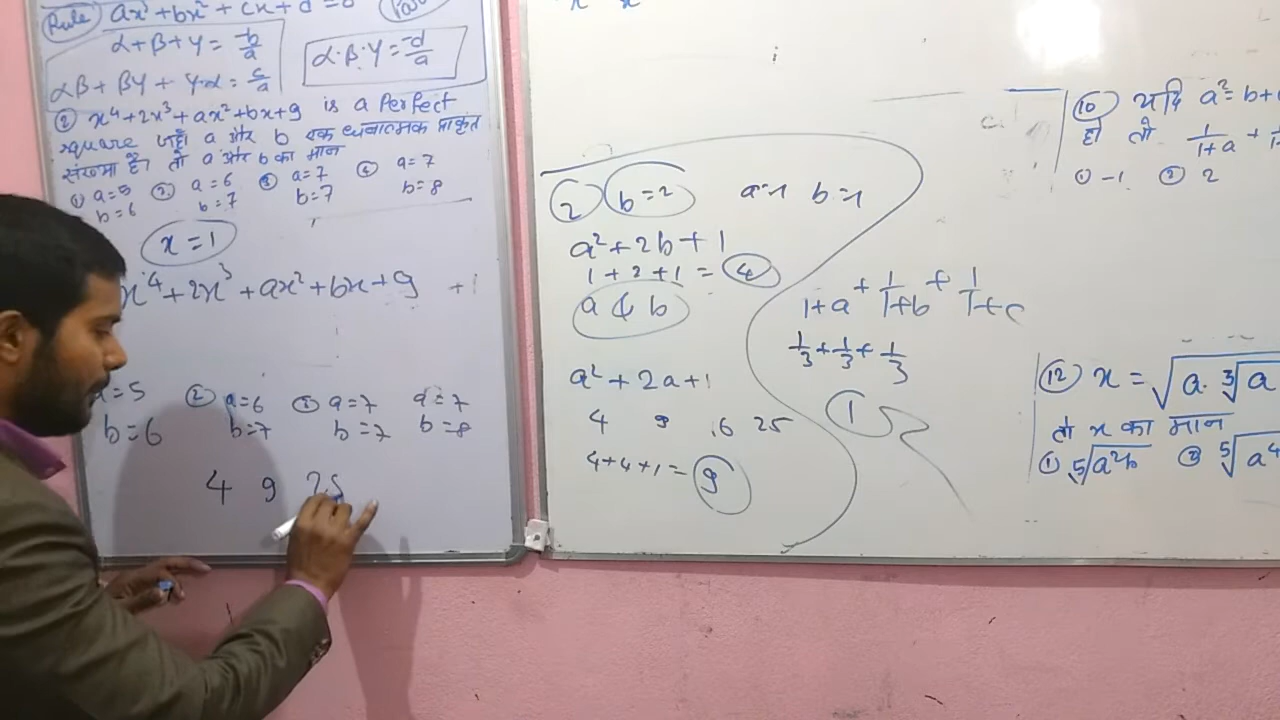 Rule ax³ + bx² + cx + d = 0
α + β + γ = -b/a
α·β·γ = -d/a
αβ + βγ + γ·α = c/a
② x⁴ + 2x³ + ax² + bx + 9 is a Perfect
square जहाँ a और b एक धनात्मक प्राकृत
संख्या है। तो a और b का मान
① a = 5 b = 6 ② a = 6 b = 7 ③ a = 7 b = 7 ④ a = 7 b = 8
x = 1
x⁴ + 2x³ + ax² + bx + 9
a = 5 ② a = 6 ③ a = 7 a = 7
b = 6 b = 7 b = 7 b = 8
4 9 25
2 b = 2 a = 1 b = 1
a² + 2b + 1
1 + 2 + 1 = 4
a & b
a² + 2a + 1
4 9 16 25
4 + 4 + 1 = 9
1/1+a + 1/1+b + 1/1+c
1/3 + 1/3 + 1/3
1
⑩ यदि a² = b +
हो तो 1/1+a +
① -1 ② 2
⑫ x = √a·∛a
तो x का मान
① ⁵√a²b ② ⁵√a⁴